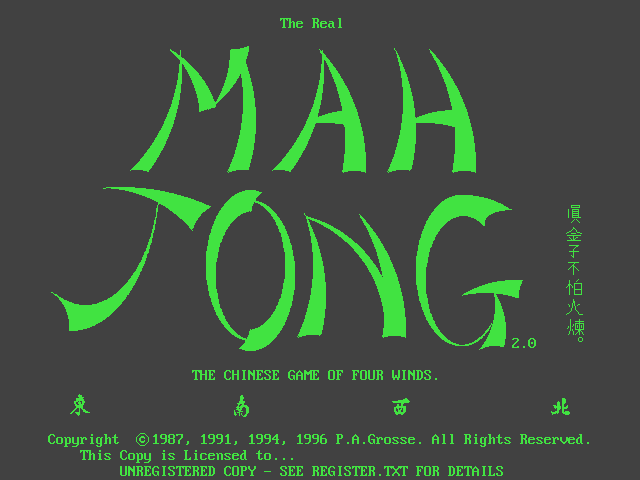 The Real
MAH
JONG
眞金子不怕火煉。
2.0
THE CHINESE GAME OF FOUR WINDS.
東 南 西 北
Copyright ©1987, 1991, 1994, 1996 P.A.Grosse. All Rights Reserved.
This Copy is Licensed to...
UNREGISTERED COPY - SEE REGISTER.TXT FOR DETAILS